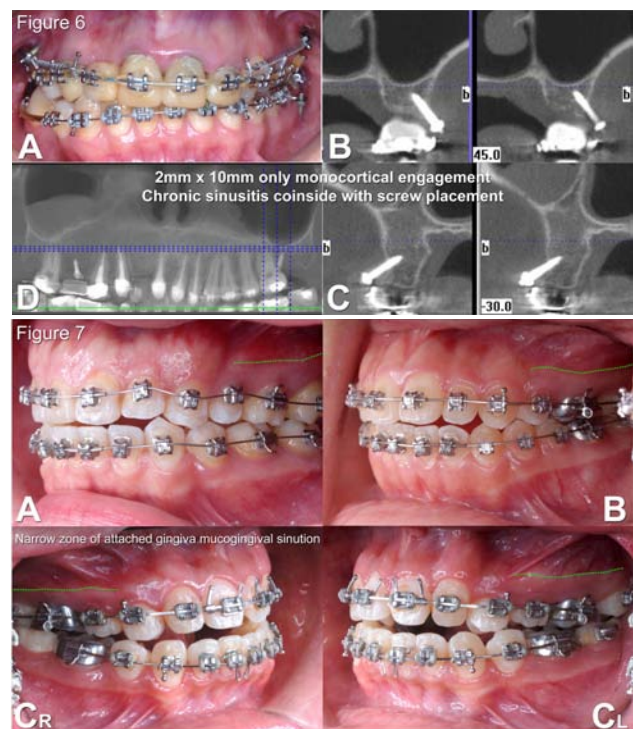 Figure 6
A
B
b
b
45.0
2mm x 10mm only monocortical engagement
Chronic sinusitis coinside with screw placement
D
b
C
b
-30.0
Figure 7
A
B
Narrow zone of attached gingiva mucogingival sinution
CR
CL